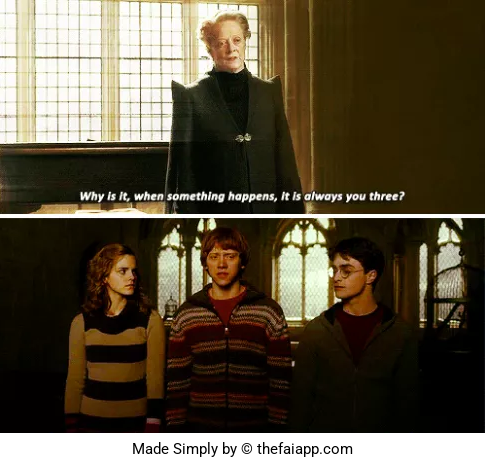 Why is it, when something happens, it is always you three?
Made Simply by © thefaiapp.com